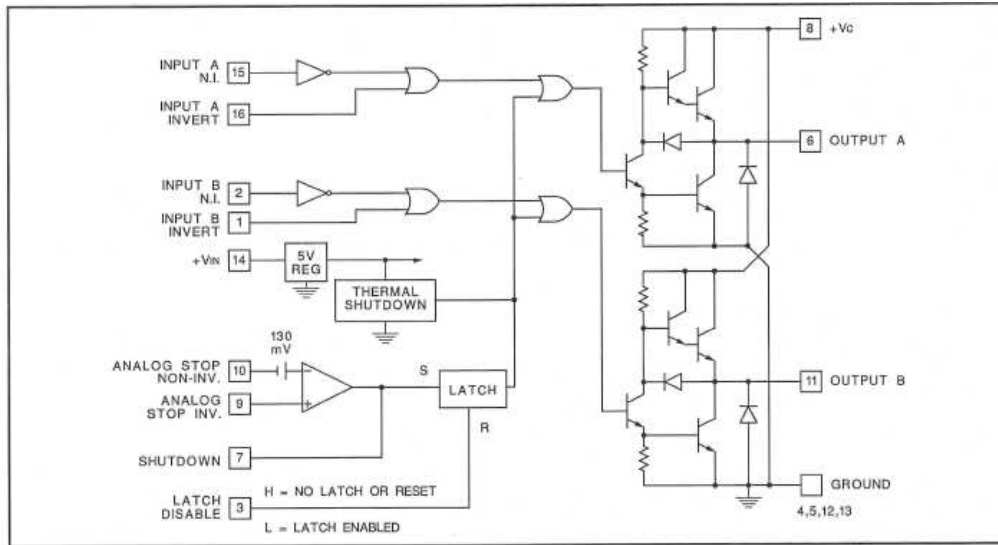 INPUT A
N.I.
15
INPUT A
INVERT
16
INPUT B
N.I.
2
INPUT B
INVERT
1
+VIN
14
5V
REG
THERMAL
SHUTDOWN
130
mV
ANALOG STOP
NON-INV.
10
−
ANALOG
STOP INV.
9
+
S
LATCH
R
SHUTDOWN
7
LATCH
DISABLE
3
H = NO LATCH OR RESET
L = LATCH ENABLED
8
+VC
6
OUTPUT A
11
OUTPUT B
GROUND
4,5,12,13